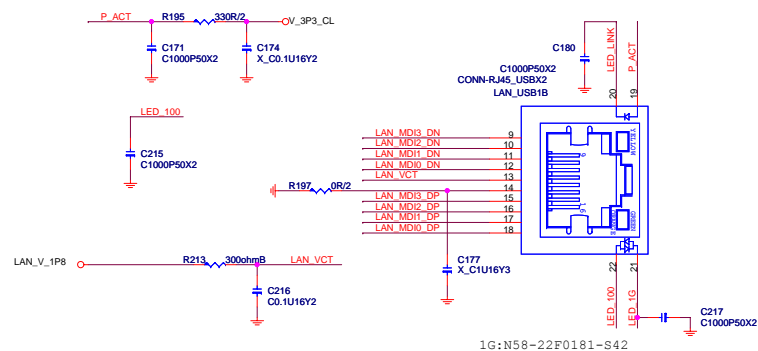 P_ACT R195 330R/2 V_3P3_CL
C171
C1000P50X2
C174
X_C0.1U16Y2
C180
C1000P50X2
CONN-RJ45_USBX2
LAN_USB1B
LED_LINK
P_ACT
20
19
LED_100
C215
C1000P50X2
LAN_MDI3_DN 9
LAN_MDI2_DN 10
LAN_MDI1_DN 11
LAN_MDI0_DN 12
LAN_VCT 13
R197 0R/2 14
LAN_MDI3_DP 15
LAN_MDI2_DP 16
LAN_MDI1_DP 17
LAN_MDI0_DP 18
YELLOW
GREEN
ORANGE
LAN_V_1P8 R213 300ohmB LAN_VCT
C216
C0.1U16Y2
C177
X_C1U16Y3
22
21
LED_100
LED_1G
C217
C1000P50X2
1G:N58-22F0181-S42